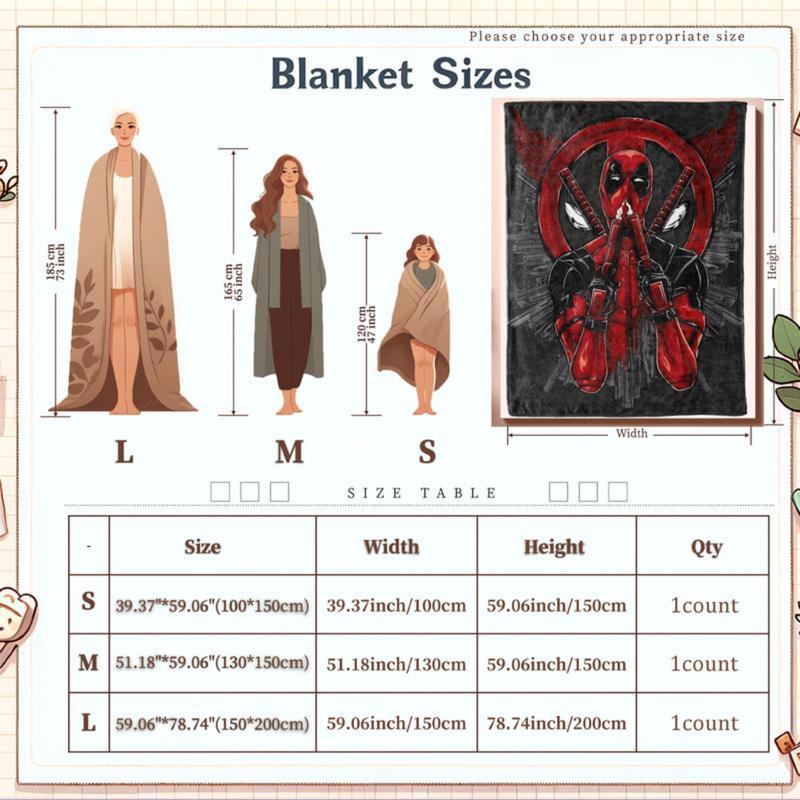 Please choose your appropriate size
Blanket Sizes
185 cm
73 inch
165 cm
65 inch
120 cm
47 inch
Height
Width
L M S
SIZE TABLE
- Size Width Height Qty
S 39.37"*59.06"(100*150cm) 39.37inch/100cm 59.06inch/150cm 1count
M 51.18"*59.06"(130*150cm) 51.18inch/130cm 59.06inch/150cm 1count
L 59.06"*78.74"(150*200cm) 59.06inch/150cm 78.74inch/200cm 1count